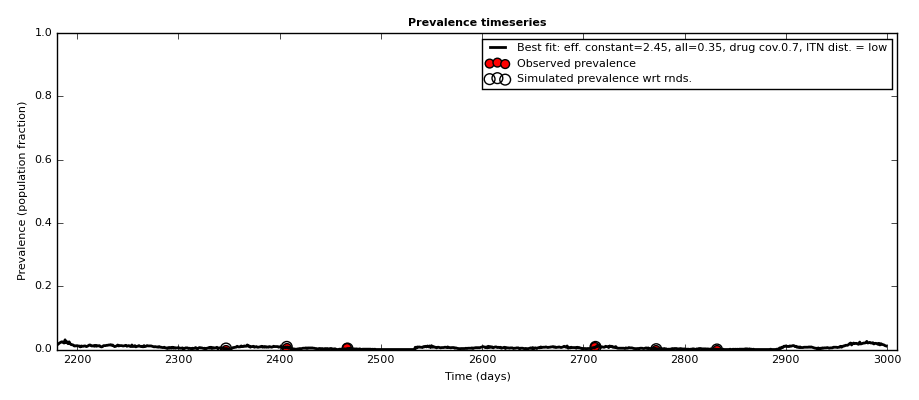 Prevalence timeseries
1.0
0.8
0.6
0.4
0.2
0.0
Prevalence (population fraction)
Best fit: eff. constant=2.45, all=0.35, drug cov.0.7, ITN dist. = low
Observed prevalence
Simulated prevalence wrt rnds.
2200 2300 2400 2500 2600 2700 2800 2900 3000
Time (days)